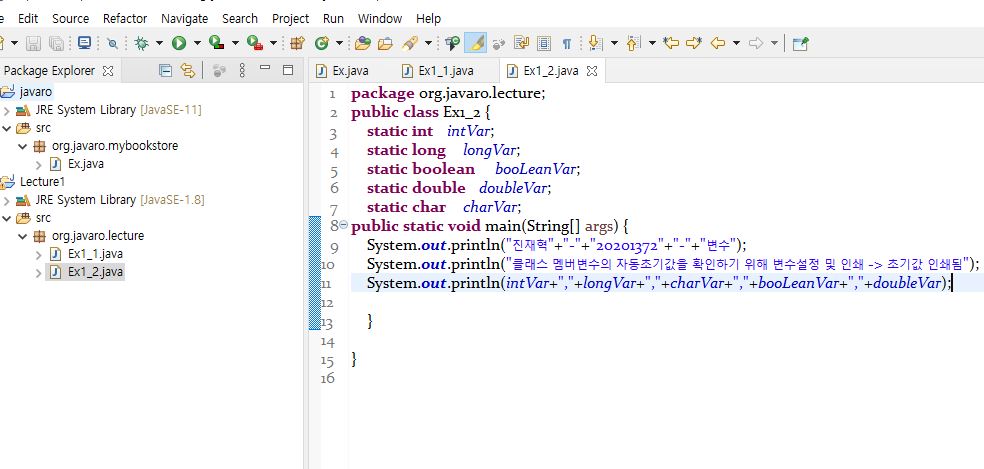 e Edit Source Refactor Navigate Search Project Run Window Help
Package Explorer
javaro
JRE System Library [JavaSE-11]
src
org.javaro.mybookstore
Ex.java
Lecture1
JRE System Library [JavaSE-1.8]
src
org.javaro.lecture
Ex1_1.java
Ex1_2.java
Ex.java Ex1_1.java Ex1_2.java
1 package org.javaro.lecture;
2 public class Ex1_2 {
3 static int intVar;
4 static long longVar;
5 static boolean booLeanVar;
6 static double doubleVar;
7 static char charVar;
8 public static void main(String[] args) {
9 System.out.println("진재혁"+"-"+"20201372"+"-"+"변수");
10 System.out.println("클래스 멤버변수의 자동초기값을 확인하기 위해 변수설정 및 인쇄 -> 초기값 인쇄됨");
11 System.out.println(intVar+","+longVar+","+charVar+","+booLeanVar+","+doubleVar);
12
13 }
14
15 }
16